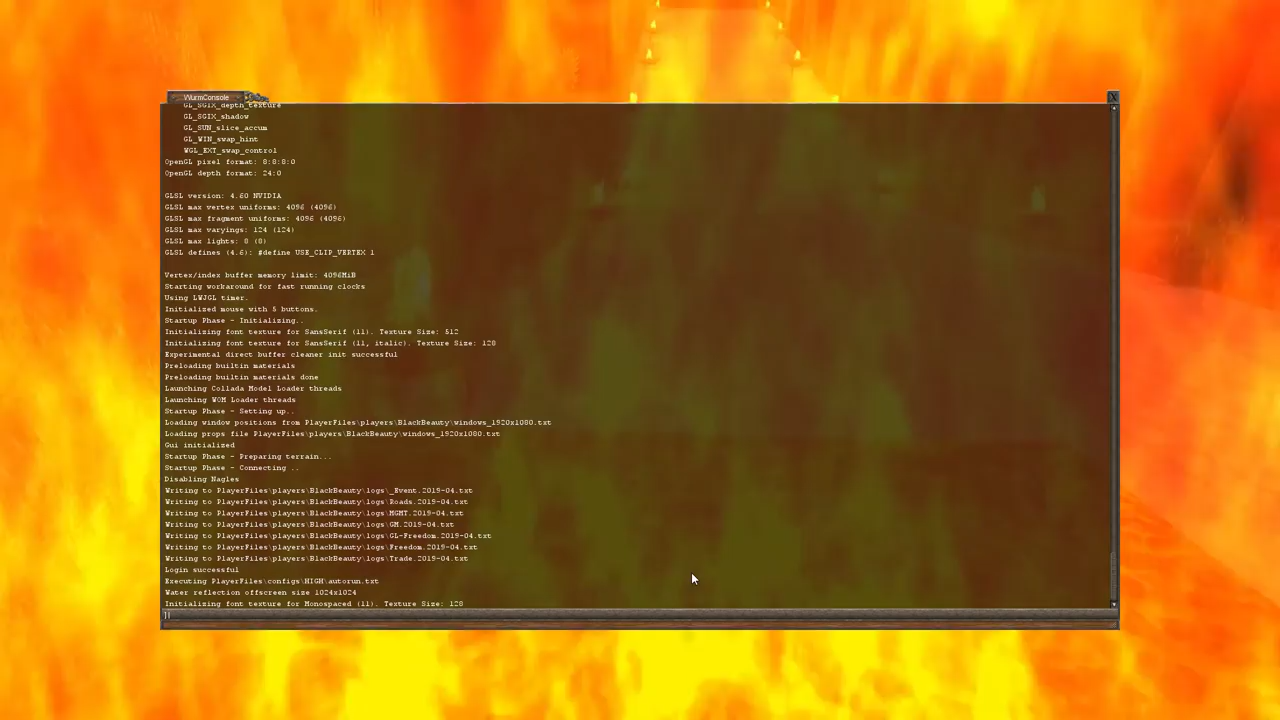 WurmConsole
X
GL_SGIX_depth_texture
GL_SGIX_shadow
GL_SUN_slice_accum
GL_WIN_swap_hint
WGL_EXT_swap_control
OpenGL pixel format: 8:8:8:0
OpenGL depth format: 24:0
GLSL version: 4.60 NVIDIA
GLSL max vertex uniforms: 4096 (4096)
GLSL max fragment uniforms: 4096 (4096)
GLSL max varyings: 124 (124)
GLSL max lights: 8 (8)
GLSL defines (4.6): #define USE_CLIP_VERTEX 1
Vertex/index buffer memory limit: 4096MiB
Starting workaround for fast running clocks
Using LWJGL timer.
Initialized mouse with 5 buttons.
Startup Phase - Initializing..
Initializing font texture for SansSerif (11). Texture Size: 512
Initializing font texture for SansSerif (11, italic). Texture Size: 128
Experimental direct buffer cleaner init successful
Preloading builtin materials
Preloading builtin materials done
Launching Collada Model Loader threads
Launching WOM Loader threads
Startup Phase - Setting up..
Loading window positions from PlayerFiles\players\BlackBeauty\windows_1920x1080.txt
Loading props file PlayerFiles\players\BlackBeauty\windows_1920x1080.txt
Gui initialized
Startup Phase - Preparing terrain...
Startup Phase - Connecting ..
Disabling Nagles
Writing to PlayerFiles\players\BlackBeauty\logs\_Event.2019-04.txt
Writing to PlayerFiles\players\BlackBeauty\logs\Roads.2019-04.txt
Writing to PlayerFiles\players\BlackBeauty\logs\MGMT.2019-04.txt
Writing to PlayerFiles\players\BlackBeauty\logs\GM.2019-04.txt
Writing to PlayerFiles\players\BlackBeauty\logs\GL-Freedom.2019-04.txt
Writing to PlayerFiles\players\BlackBeauty\logs\Freedom.2019-04.txt
Writing to PlayerFiles\players\BlackBeauty\logs\Trade.2019-04.txt
Login successful
Executing PlayerFiles\configs\HIGH\autorun.txt
Water reflection offscreen size 1024x1024
Initializing font texture for Monospaced (11). Texture Size: 128
]|